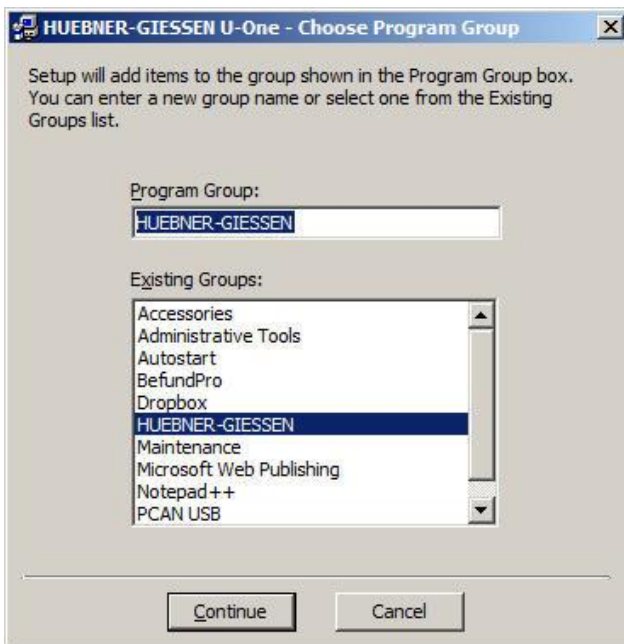 HUEBNER-GIESSEN U-One - Choose Program Group
Setup will add items to the group shown in the Program Group box.
You can enter a new group name or select one from the Existing
Groups list.
Program Group:
HUEBNER-GIESSEN
Existing Groups:
Accessories
Administrative Tools
Autostart
BefundPro
Dropbox
HUEBNER-GIESSEN
Maintenance
Microsoft Web Publishing
Notepad++
PCAN USB
Continue
Cancel